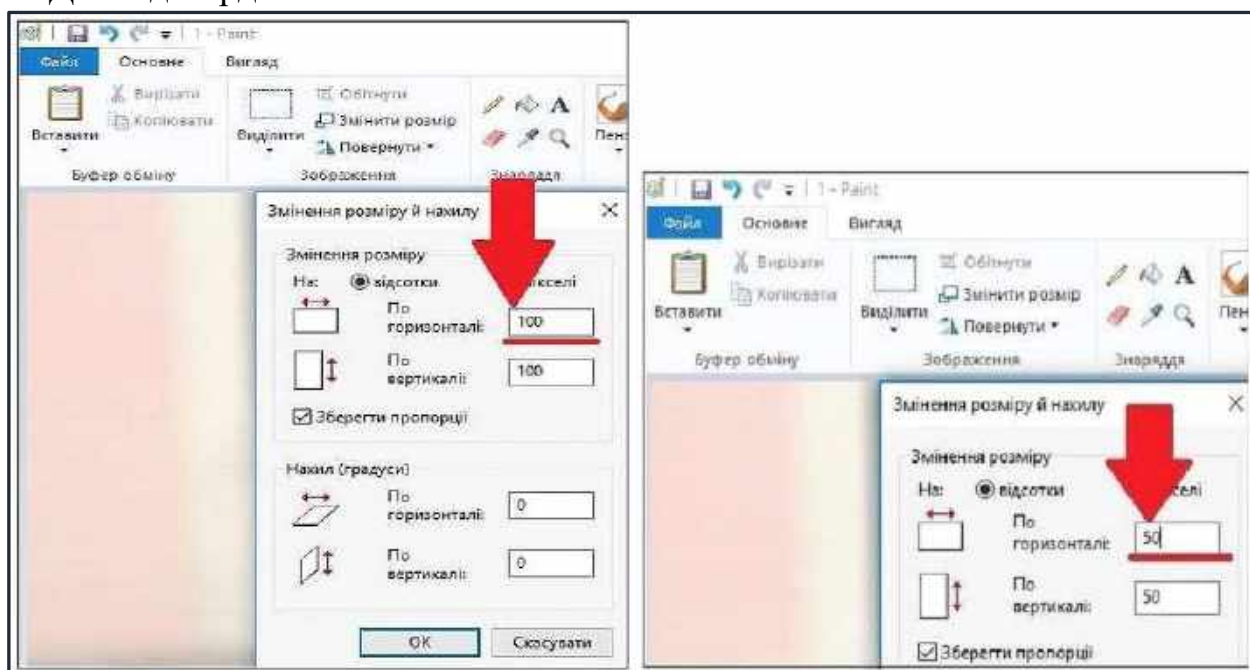 1 - Paint
Файл Основне Вигляд
Вставити
Вирізати
Копіювати
Буфер обміну
Виділити
Обітнути
Змінити розмір
Повернути
Зображення
A
Знаряддя
Пен
Змінення розміру й нахилу
Змінення розміру
На: відсотки пікселі
По горизонталі: 100
По вертикалі: 100
Зберегти пропорції
Нахил (градуси)
По горизонталі: 0
По вертикалі: 0
ОК Скасувати
1 - Paint
Файл Основне Вигляд
Вставити
Вирізати
Копіювати
Буфер обміну
Виділити
Обітнути
Змінити розмір
Повернути
Зображення
A
Знаряддя
Пен
Змінення розміру й нахилу
Змінення розміру
На: відсотки
По горизонталі: 50
По вертикалі: 50
Зберегти пропорції